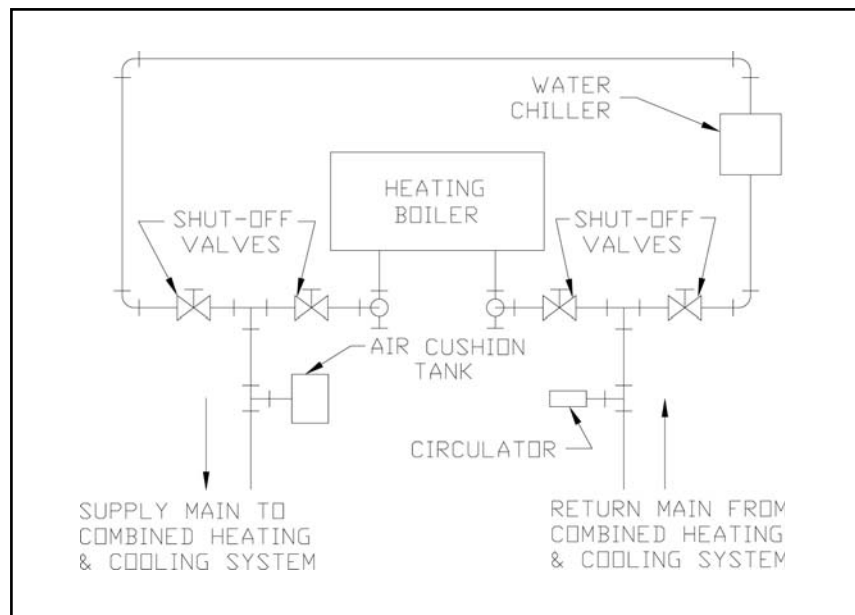 WATER
CHILLER
HEATING
BOILER
SHUT-OFF
VALVES
SHUT-OFF
VALVES
AIR CUSHION
TANK
CIRCULATOR
SUPPLY MAIN TO
COMBINED HEATING
& COOLING SYSTEM
RETURN MAIN FROM
COMBINED HEATING
& COOLING SYSTEM